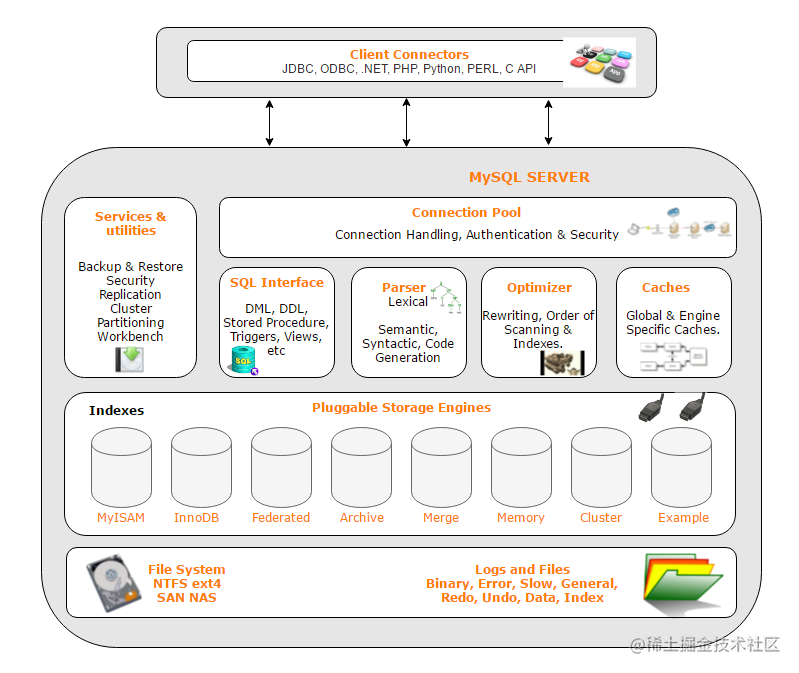 Client Connectors
JDBC, ODBC, .NET, PHP, Python, PERL, C API
APP
MySQL SERVER
Services &
utilities
Backup & Restore
Security
Replication
Cluster
Partitioning
Workbench
Connection Pool
Connection Handling, Authentication & Security
SQL Interface
DML, DDL,
Stored Procedure,
Triggers, Views,
etc
SQL
Parser
Lexical
Semantic,
Syntactic, Code
Generation
Optimizer
Rewriting, Order of
Scanning &
Indexes.
Caches
Global & Engine
Specific Caches.
Indexes
Pluggable Storage Engines
MyISAM
InnoDB
Federated
Archive
Merge
Memory
Cluster
Example
File System
NTFS ext4
SAN NAS
Logs and Files
Binary, Error, Slow, General,
Redo, Undo, Data, Index
@稀土掘金技术社区